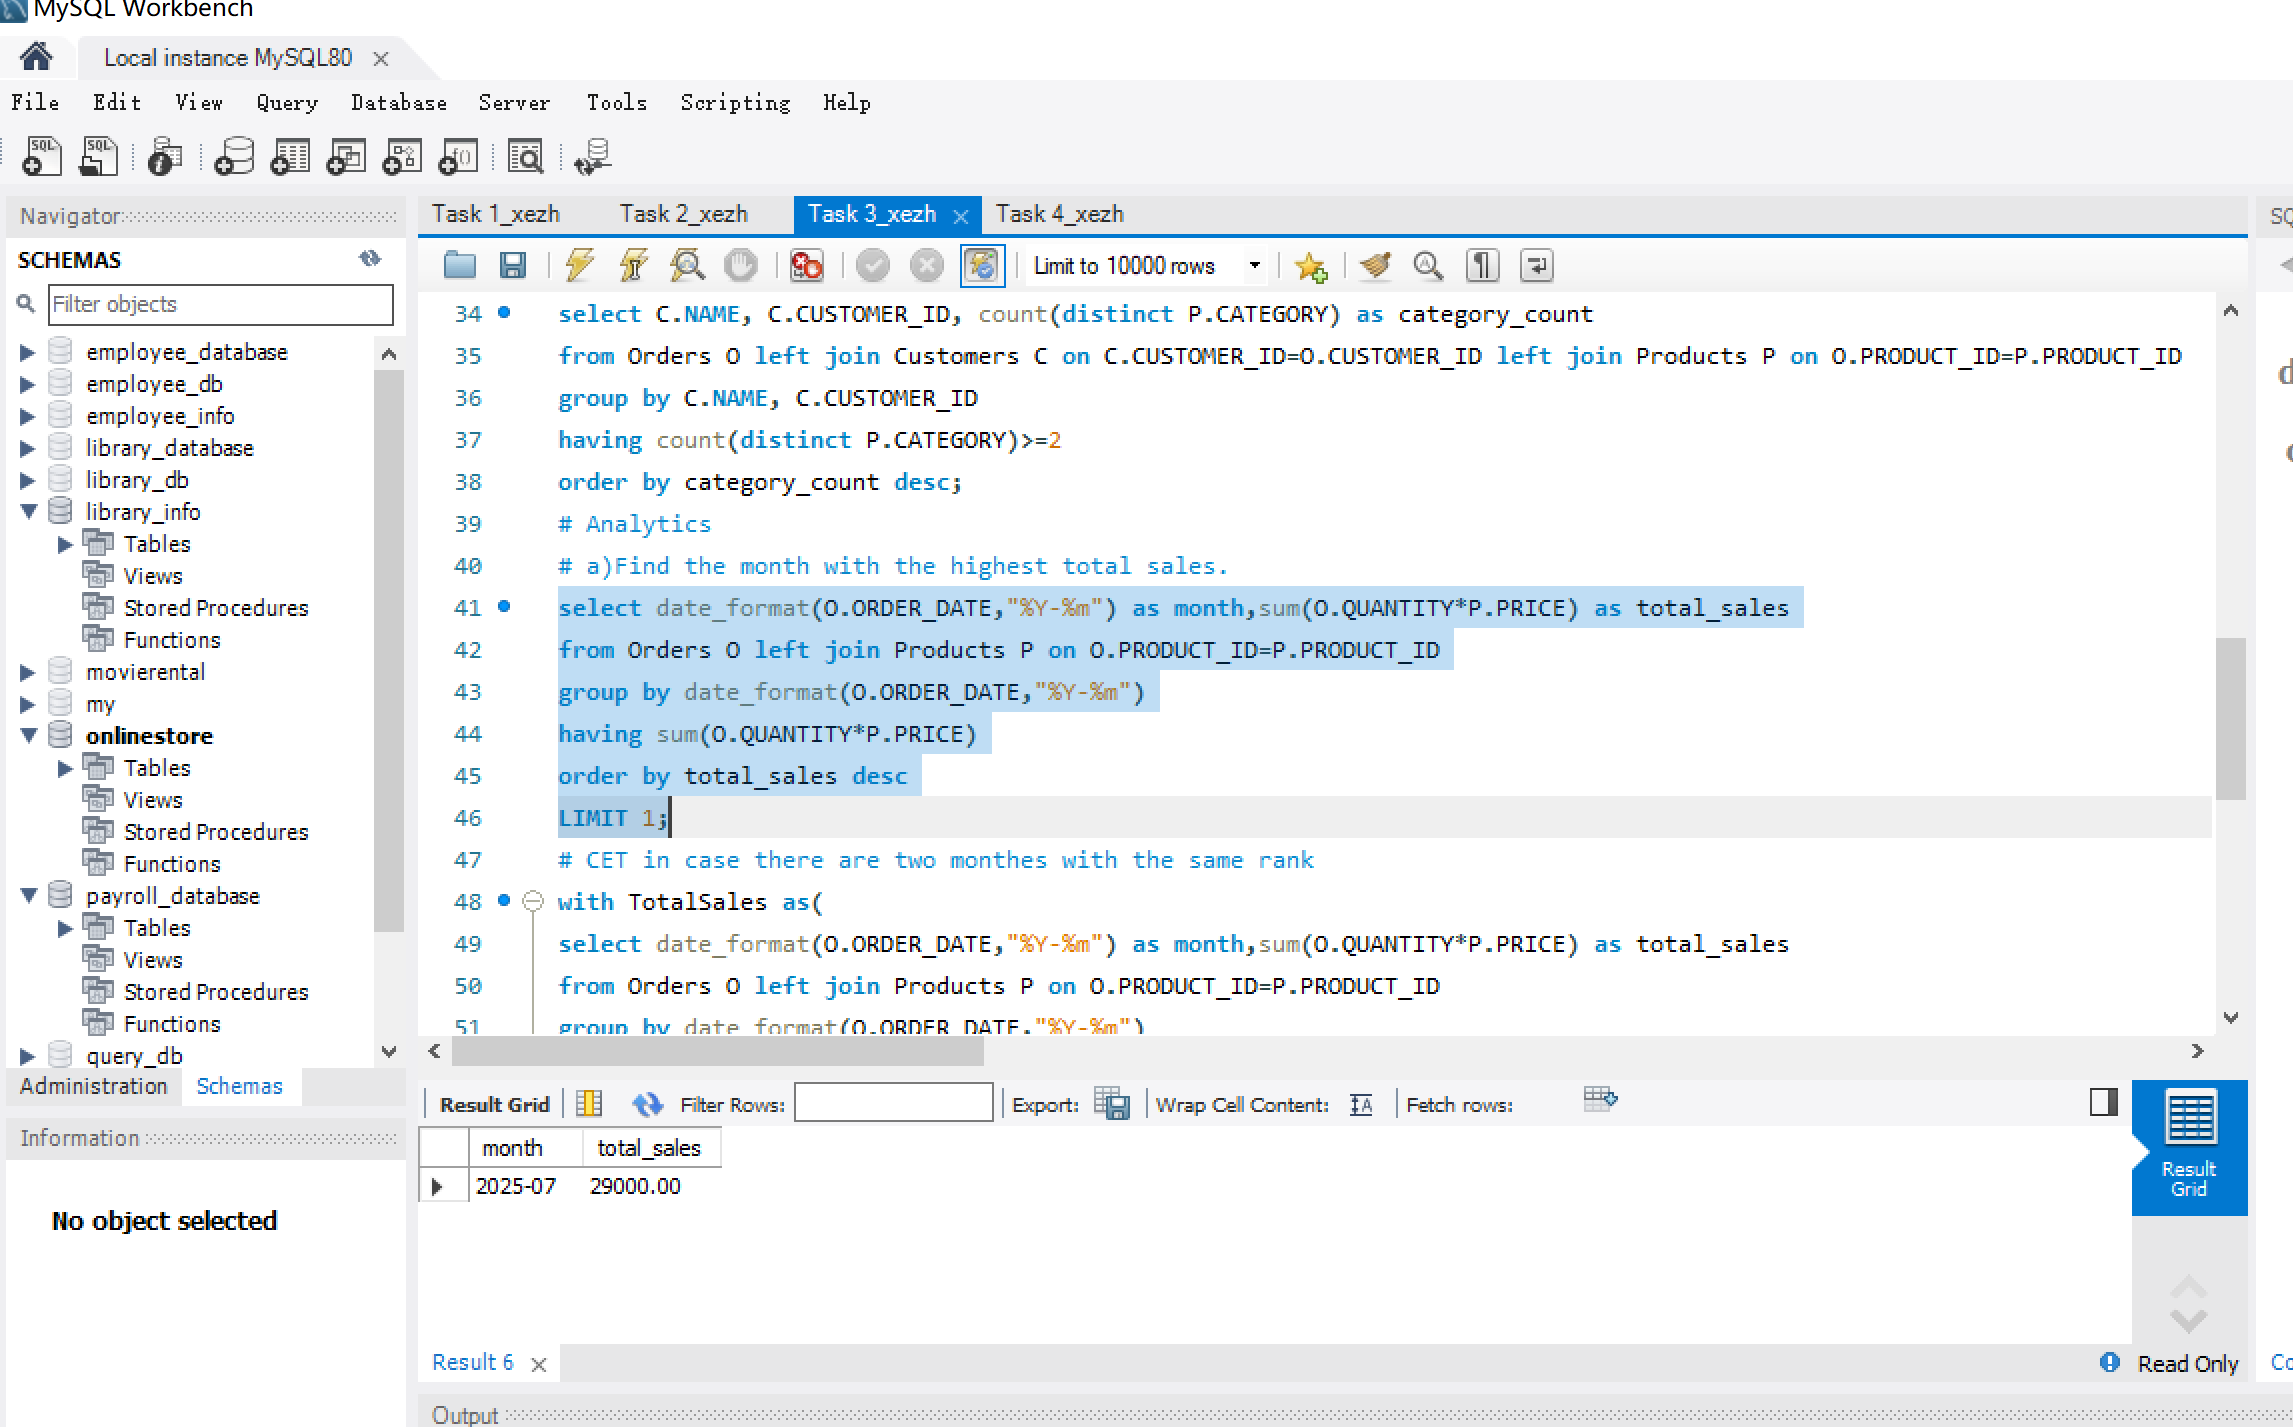 MySQL Workbench
Local instance MySQL80
File Edit View Query Database Server Tools Scripting Help
Navigator
SCHEMAS
Filter objects
employee_database
employee_db
employee_info
library_database
library_db
library_info
Tables
Views
Stored Procedures
Functions
movierental
my
onlinestore
Tables
Views
Stored Procedures
Functions
payroll_database
Tables
Views
Stored Procedures
Functions
query_db
Administration Schemas
Information
No object selected
Task 1_xezh Task 2_xezh Task 3_xezh Task 4_xezh
Limit to 10000 rows
34 select C.NAME, C.CUSTOMER_ID, count(distinct P.CATEGORY) as category_count
35 from Orders O left join Customers C on C.CUSTOMER_ID=O.CUSTOMER_ID left join Products P on O.PRODUCT_ID=P.PRODUCT_ID
36 group by C.NAME, C.CUSTOMER_ID
37 having count(distinct P.CATEGORY)>=2
38 order by category_count desc;
39 # Analytics
40 # a)Find the month with the highest total sales.
41 select date_format(O.ORDER_DATE,"%Y-%m") as month,sum(O.QUANTITY*P.PRICE) as total_sales
42 from Orders O left join Products P on O.PRODUCT_ID=P.PRODUCT_ID
43 group by date_format(O.ORDER_DATE,"%Y-%m")
44 having sum(O.QUANTITY*P.PRICE)
45 order by total_sales desc
46 LIMIT 1;
47 # CET in case there are two monthes with the same rank
48 with TotalSales as(
49 select date_format(O.ORDER_DATE,"%Y-%m") as month,sum(O.QUANTITY*P.PRICE) as total_sales
50 from Orders O left join Products P on O.PRODUCT_ID=P.PRODUCT_ID
51 group by date_format(O.ORDER_DATE,"%Y-%m")
Result Grid Filter Rows: Export: Wrap Cell Content: Fetch rows:
month total_sales
2025-07 29000.00
Result Grid
Result 6
Read Only
Output